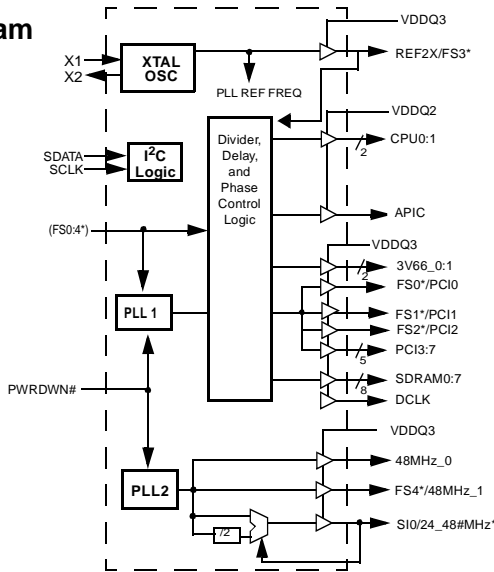 am
VDDQ3
X1
X2
XTAL
OSC
REF2X/FS3*
PLL REF FREQ
VDDQ2
SDATA
SCLK
I2C
Logic
Divider,
Delay,
and
Phase
Control
Logic
CPU0:1
/2
APIC
(FS0:4*)
VDDQ3
3V66_0:1
/2
FS0*/PCI0
PLL 1
FS1*/PCI1
FS2*/PCI2
PCI3:7
/5
PWRDWN#
SDRAM0:7
/8
DCLK
VDDQ3
48MHz_0
PLL2
FS4*/48MHz_1
/2
SI0/24_48#MHz*